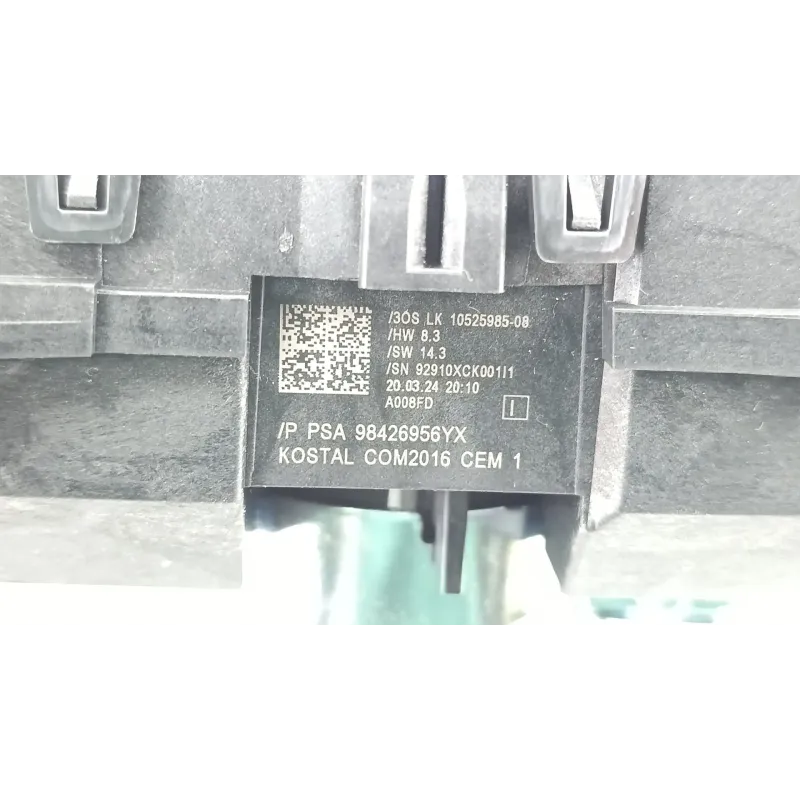 /3OS LK 10525985-08
/HW 8.3
/SW 14.3
/SN 92910XCK001I1
20.03.24 20:10
A008FD
I
/P PSA 98426956YX
KOSTAL COM2016 CEM 1